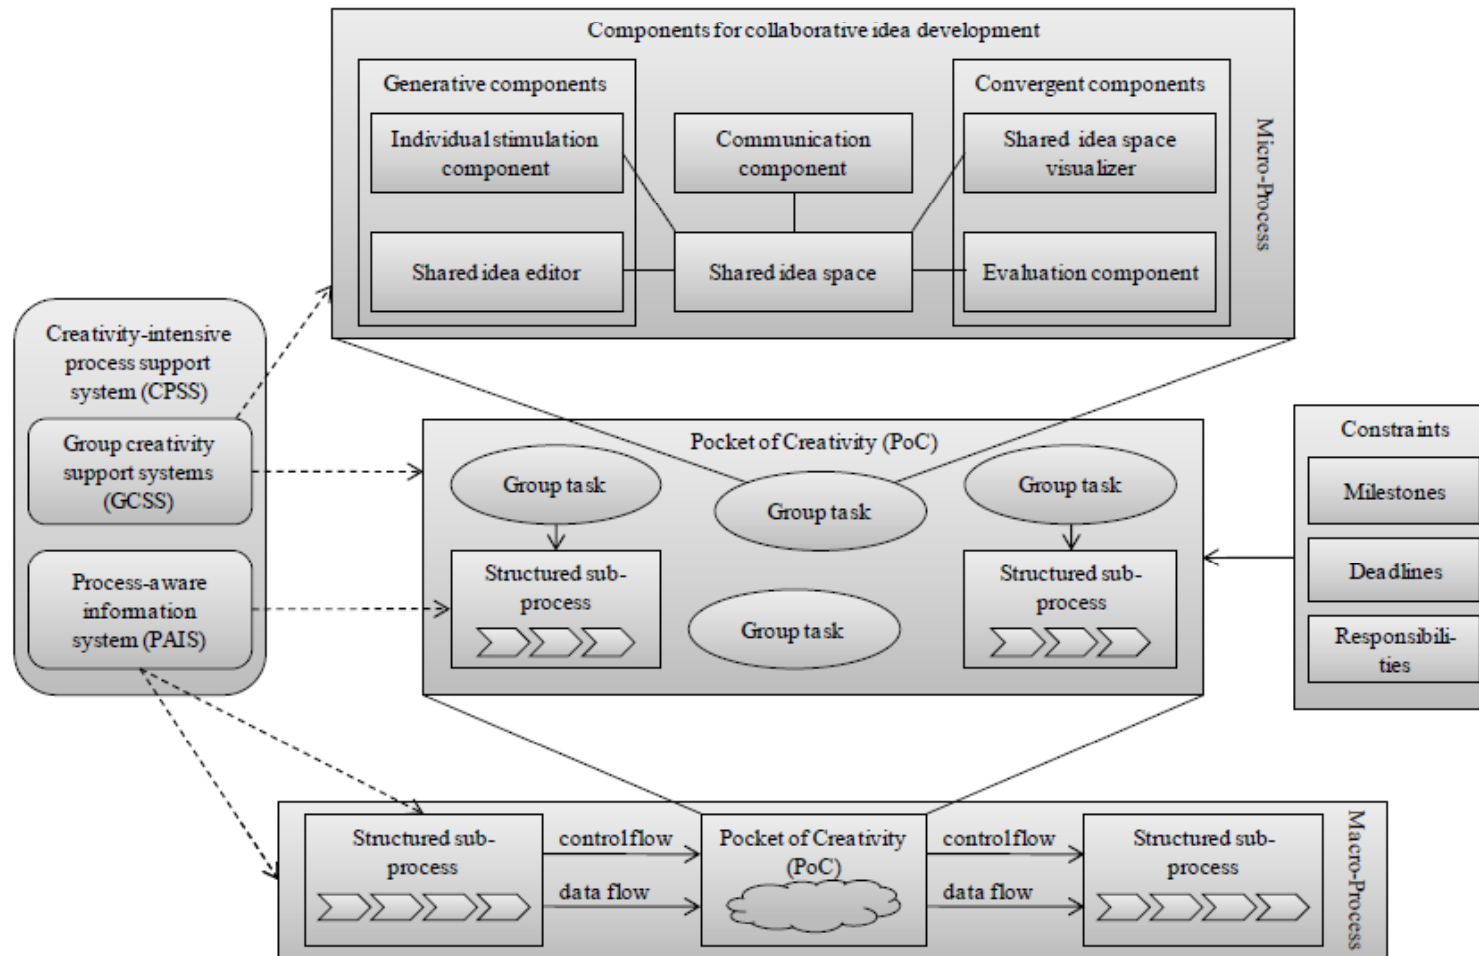 Components for collaborative idea development
Generative components
Individual stimulation
component
Shared idea editor
Communication
component
Shared idea space
Convergent components
Shared idea space
visualizer
Evaluation component
Micro-Process
Creativity-intensive
process support
system (CPSS)
Group creativity
support systems
(GCSS)
Process-aware
information
system (PAIS)
Pocket of Creativity (PoC)
Group task
Group task
Group task
Structured sub-
process
Group task
Structured sub-
process
Constraints
Milestones
Deadlines
Responsibili-
ties
Structured sub-
process
control flow
data flow
Pocket of Creativity
(PoC)
control flow
data flow
Structured sub-
process
Macro-Process